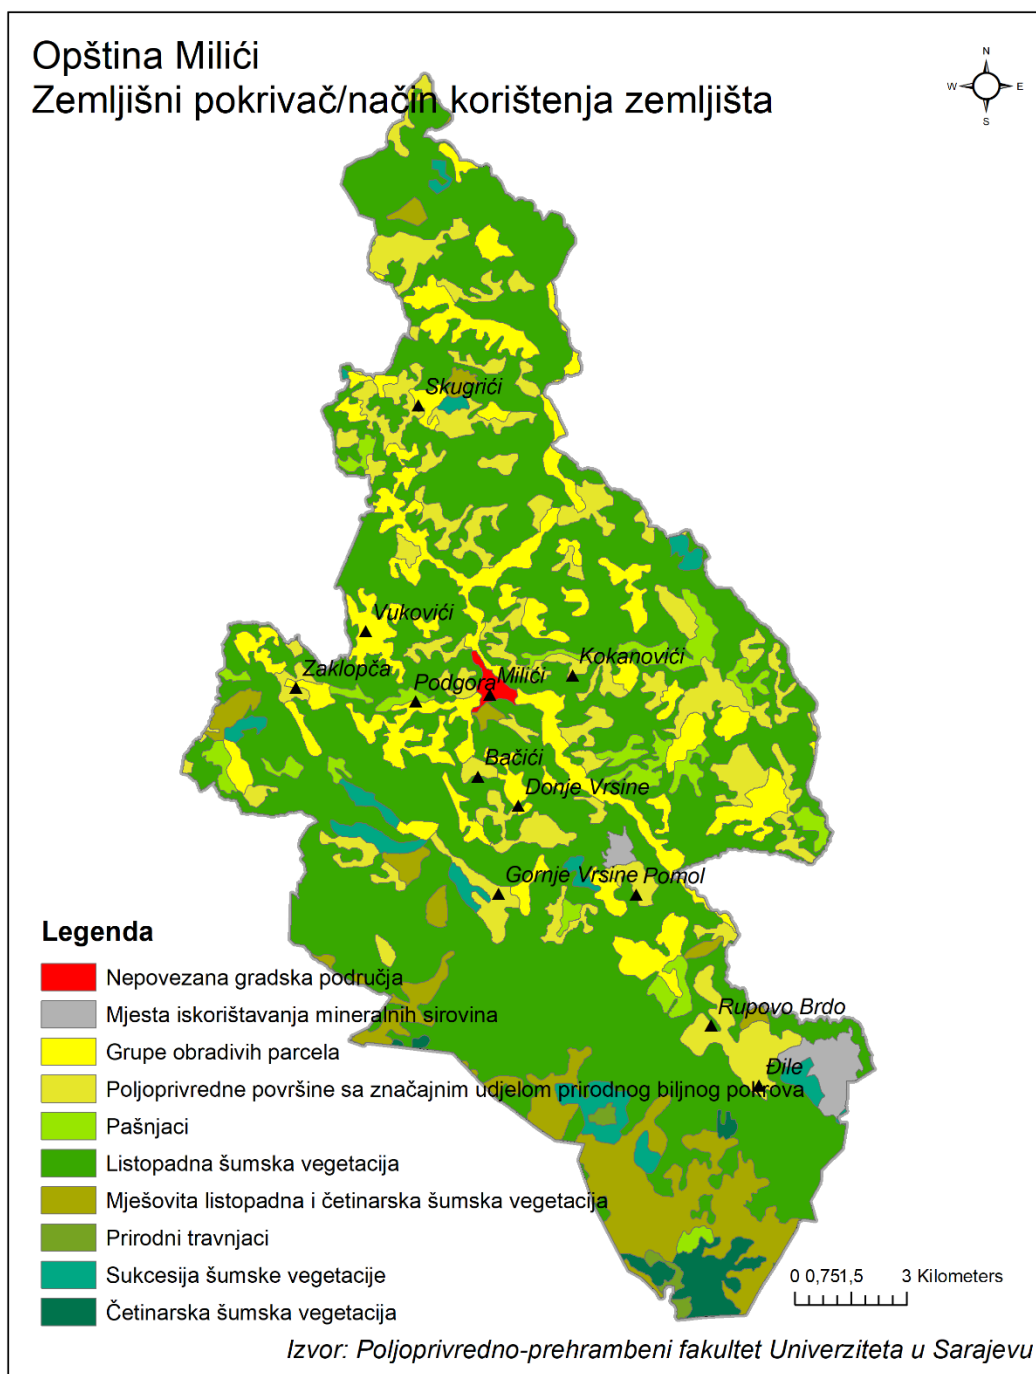 Opština Milići
Zemljišni pokrivač/način korištenja zemljišta
N
W
E
S
Skugrići
Vukovići
Zaklopča
Podgora
Milići
Kokanovići
Bačići
Donje Vrsine
Gornje Vrsine
Pomol
Rupovo Brdo
Đile
Legenda
Nepovezana gradska područja
Mjesta iskorištavanja mineralnih sirovina
Grupe obradivih parcela
Poljoprivredne površine sa značajnim udjelom prirodnog biljnog pokrova
Pašnjaci
Listopadna šumska vegetacija
Mješovita listopadna i četinarska šumska vegetacija
Prirodni travnjaci
Sukcesija šumske vegetacije
Četinarska šumska vegetacija
0 0,751,5 3 Kilometers
Izvor: Poljoprivredno-prehrambeni fakultet Univerziteta u Sarajevu